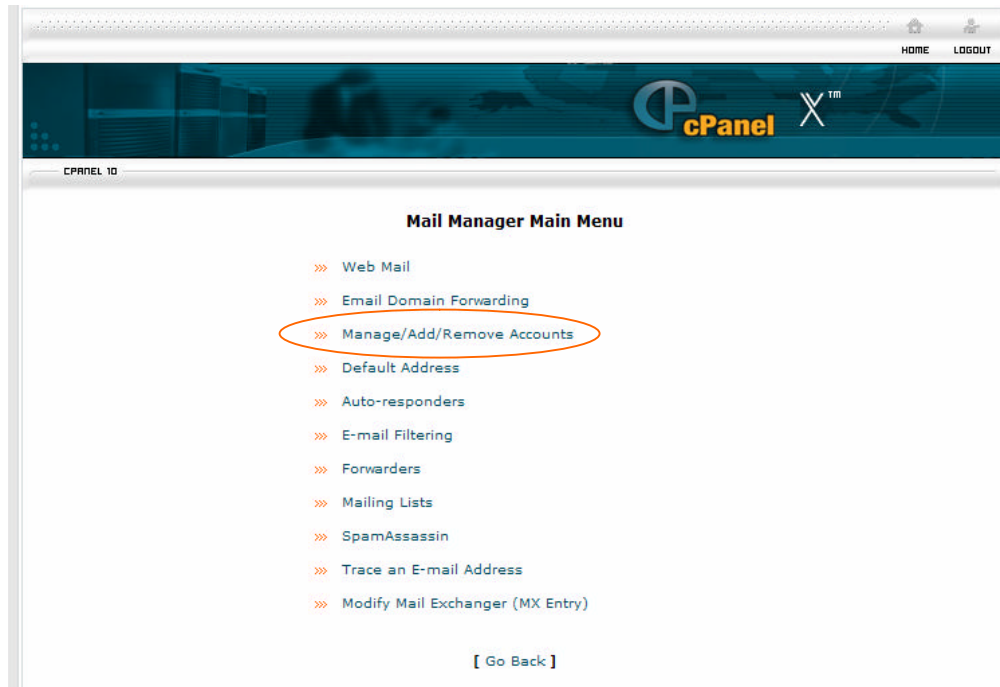 HOME LOGOUT
cPanel X™
CPANEL 10
Mail Manager Main Menu
»» Web Mail
»» Email Domain Forwarding
»» Manage/Add/Remove Accounts
»» Default Address
»» Auto-responders
»» E-mail Filtering
»» Forwarders
»» Mailing Lists
»» SpamAssassin
»» Trace an E-mail Address
»» Modify Mail Exchanger (MX Entry)
[ Go Back ]